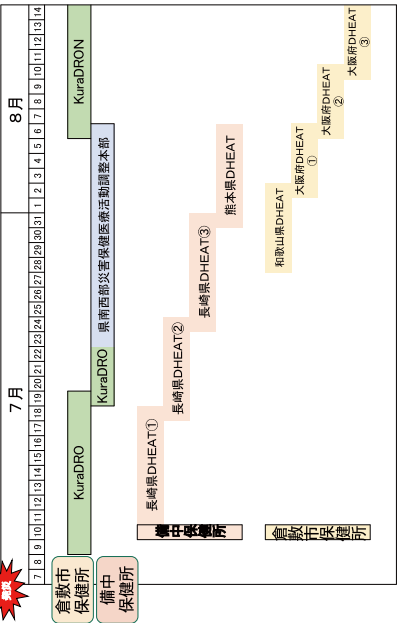 発災
7月 8月
7 8 9 10 11 12 13 14 15 16 17 18 19 20 21 22 23 24 25 26 27 28 29 30 31 1 2 3 4 5 6 7 8 9 10 11 12 13 14
倉敷市
保健所
KuraDRO
KuraDRON
備中
保健所
KuraDRO
県南西部災害保健医療活動調整本部
備中保健所
長崎県DHEAT①
長崎県DHEAT②
長崎県DHEAT③
熊本県DHEAT
倉敷市保健所
和歌山県DHEAT
大阪府DHEAT
①
大阪府DHEAT
②
大阪府DHEAT
③